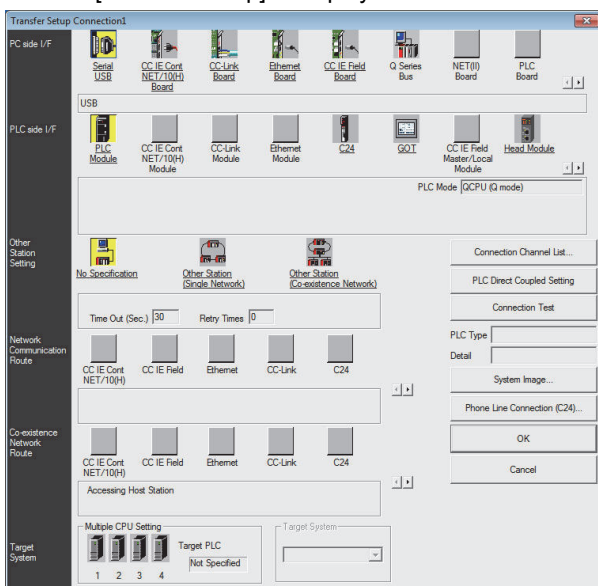 Transfer Setup Connection1
PC side I/F
Serial
USB
CC IE Cont
NET/10(H)
Board
CC-Link
Board
Ethernet
Board
CC IE Field
Board
Q Series
Bus
NET(II)
Board
PLC
Board
USB
PLC side I/F
PLC
Module
CC IE Cont
NET/10(H)
Module
CC-Link
Module
Ethernet
Module
C24
GOT
CC IE Field
Master/Local
Module
Head Module
PLC Mode QCPU (Q mode)
Other
Station
Setting
No Specification
Other Station
(Single Network)
Other Station
(Co-existence Network)
Time Out (Sec.) 30 Retry Times 0
Connection Channel List...
PLC Direct Coupled Setting
Connection Test
PLC Type
Detail
System Image...
Phone Line Connection (C24)...
OK
Cancel
Network
Communication
Route
CC IE Cont
NET/10(H)
CC IE Field
Ethernet
CC-Link
C24
Co-existence
Network
Route
CC IE Cont
NET/10(H)
CC IE Field
Ethernet
CC-Link
C24
Accessing Host Station
Target
System
Multiple CPU Setting
1 2 3 4
Target PLC
Not Specified
Target System